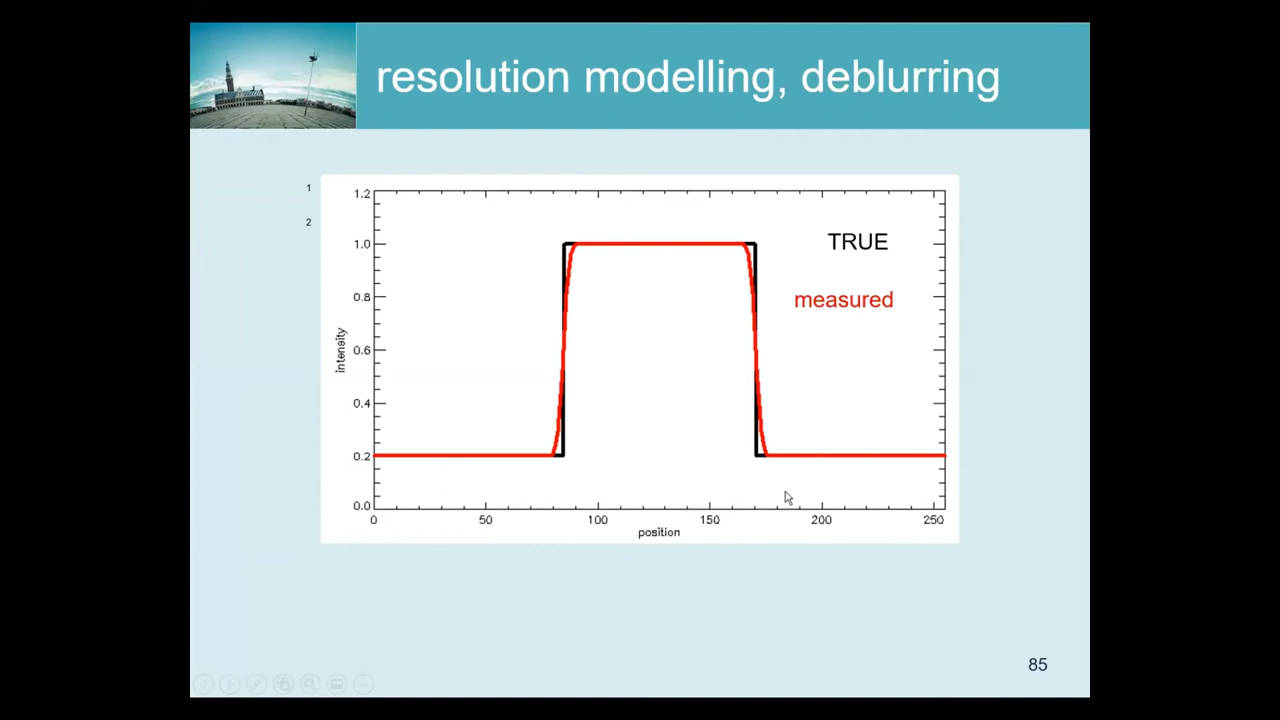 resolution modelling, deblurring
1
2
1.2
1.0
0.8
0.6
0.4
0.2
0.0
intensity
TRUE
measured
0 50 100 150 200 250
position
85